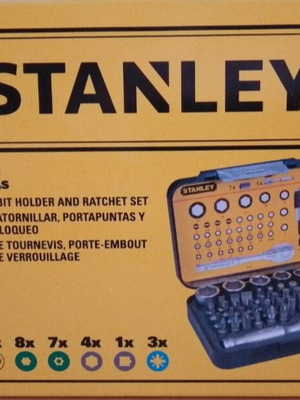 STANLEY
BIT HOLDER AND RATCHET SET
ATORNILLAR, PORTAPUNTAS Y
LOQUEO
E TOURNEVIS, PORTE-EMBOUT
E VERROUILLAGE
STANLEY
8x 7x 4x 1x 3x